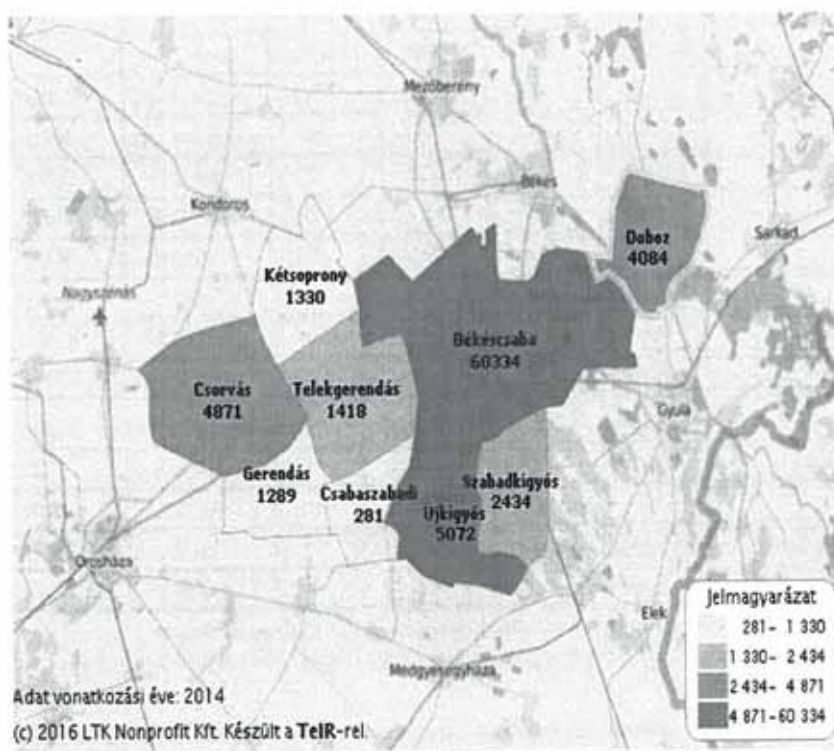 Mezőberény
Békés
Kondoros
Doboz
4084
Sarkad
Kétsoprony
1330
Nagyszénás
Békéscsaba
60334
Csorvás
4871
Telekgerendás
1418
Gyula
Gerendás
1289
Csabaszabadi
281
Szabadkígyós
2434
Újkígyós
5072
Orosháza
Elek
Medgyesegyháza
Jelmagyarázat
281- 1 330
1 330- 2 434
2 434- 4 871
4 871-60 334
Adat vonatkozási éve: 2014
(c) 2016 LTK Nonprofit Kft. Készült a TeIR-rel.